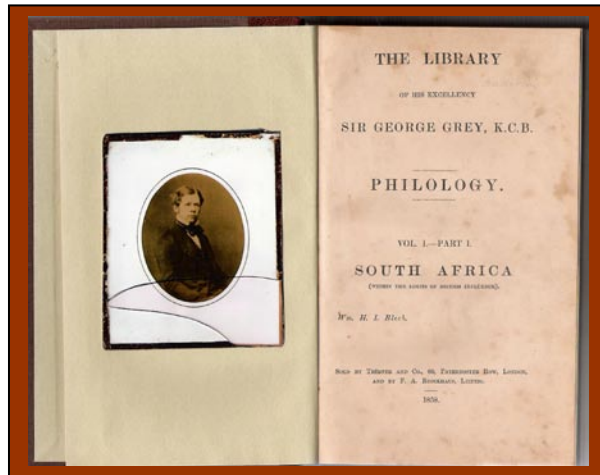 THE LIBRARY
OF HIS EXCELLENCY
SIR GEORGE GREY, K.C.B.
PHILOLOGY.
VOL. I.—PART I.
SOUTH AFRICA
(WITHIN THE LIMITS OF BRITISH INFLUENCE).
Wm. H. I. Bleek.
SOLD BY TRÜBNER AND CO., 60, PATERNOSTER ROW, LONDON,
AND BY F. A. BROCKHAUS, LEIPZIG.
1858.